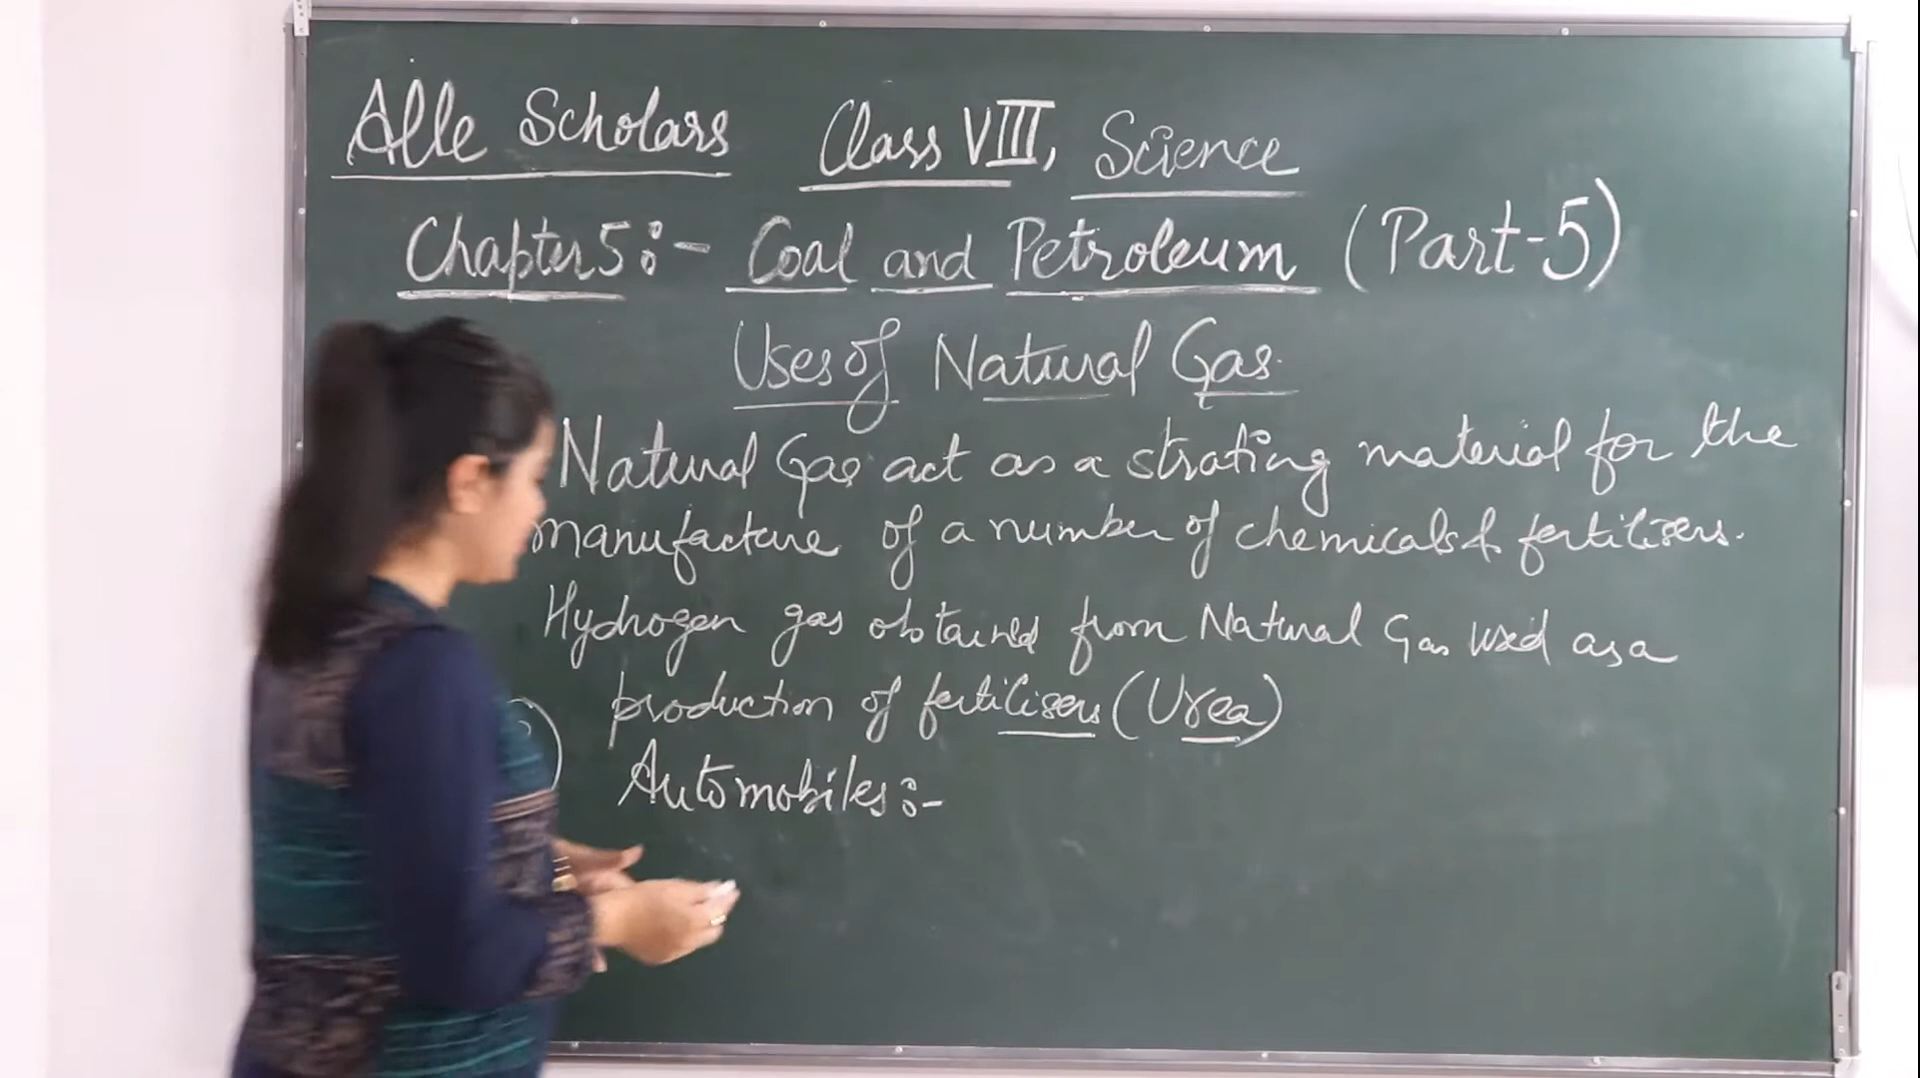 Alle Scholars Class VIII, Science
Chapter 5:- Coal and Petroleum (Part-5)
Uses of Natural Gas.
Natural Gas act as a strating material for the
manufacture of a number of chemicals & fertilisers.
Hydrogen gas obtained from Natural Gas used as a
production of fertilisers (Urea)
Automobiles:-